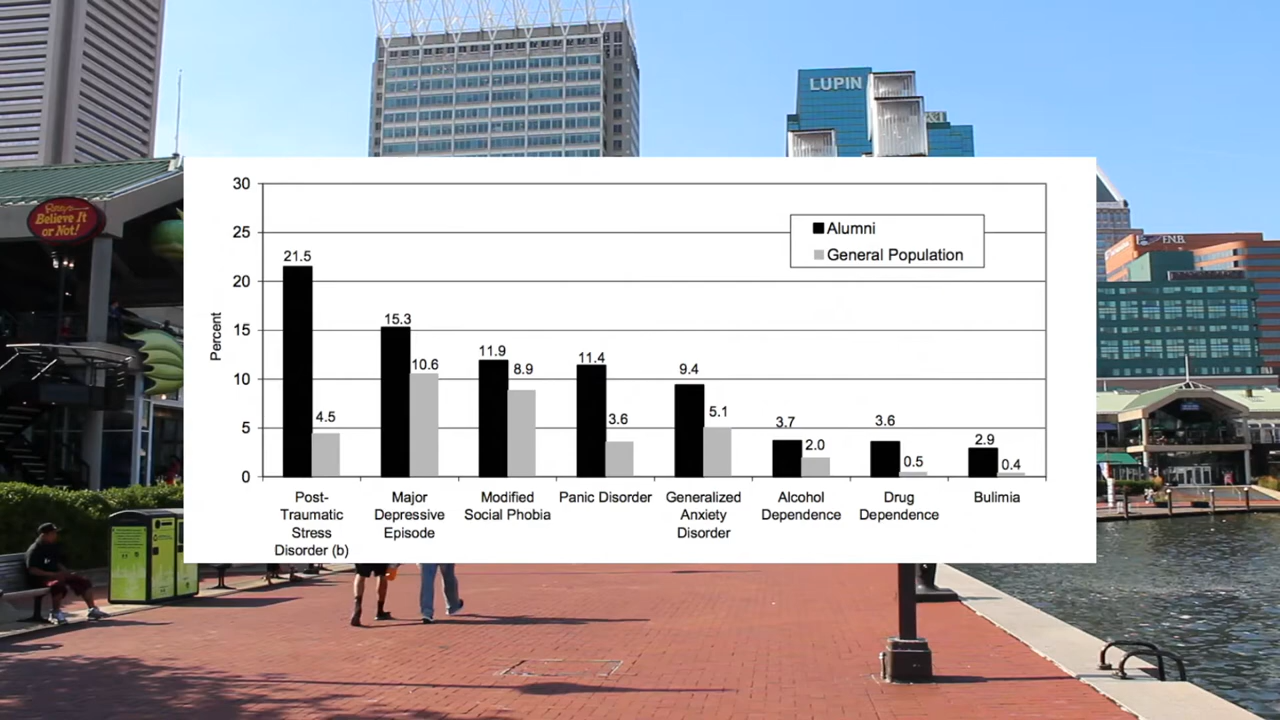 LUPIN
Ripley's
Believe It
or Not!
FNB
30
25
20
15
10
5
0
Percent
Alumni
General Population
21.5
4.5
15.3
10.6
11.9
8.9
11.4
3.6
9.4
5.1
3.7
2.0
3.6
0.5
2.9
0.4
Post-
Traumatic
Stress
Disorder (b)
Major
Depressive
Episode
Modified
Social Phobia
Panic Disorder
Generalized
Anxiety
Disorder
Alcohol
Dependence
Drug
Dependence
Bulimia